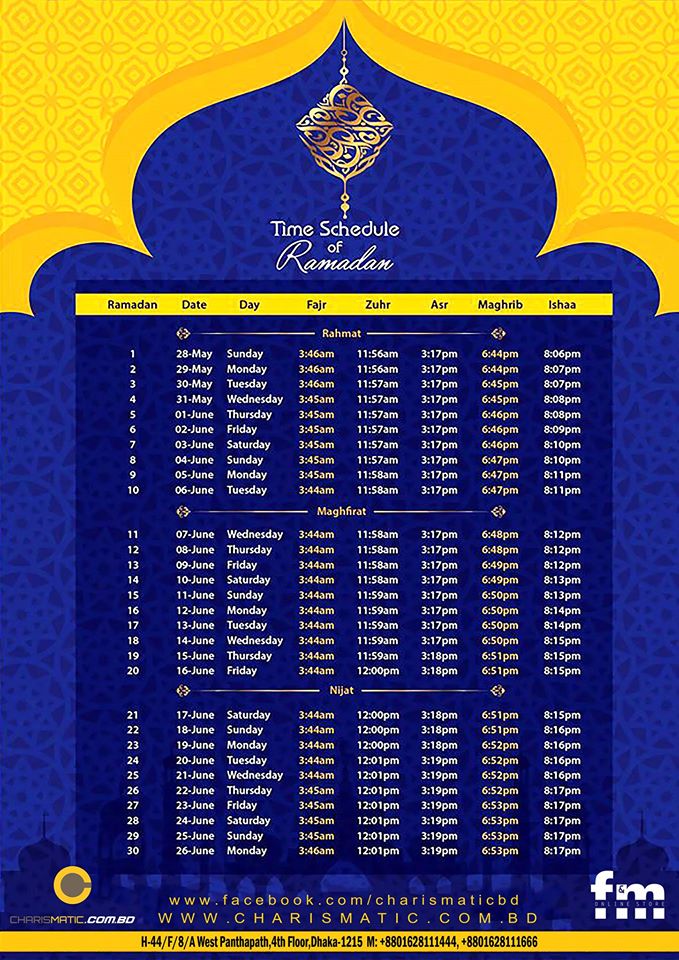 Time Schedule
of
Ramadan
Ramadan Date Day Fajr Zuhr Asr Maghrib Ishaa
Rahmat
1 28-May Sunday 3:46am 11:56am 3:17pm 6:44pm 8:06pm
2 29-May Monday 3:46am 11:56am 3:17pm 6:44pm 8:07pm
3 30-May Tuesday 3:46am 11:57am 3:17pm 6:45pm 8:07pm
4 31-May Wednesday 3:45am 11:57am 3:17pm 6:45pm 8:08pm
5 01-June Thursday 3:45am 11:57am 3:17pm 6:46pm 8:08pm
6 02-June Friday 3:45am 11:57am 3:17pm 6:46pm 8:09pm
7 03-June Saturday 3:45am 11:57am 3:17pm 6:46pm 8:10pm
8 04-June Sunday 3:45am 11:57am 3:17pm 6:47pm 8:10pm
9 05-June Monday 3:45am 11:58am 3:17pm 6:47pm 8:11pm
10 06-June Tuesday 3:44am 11:58am 3:17pm 6:47pm 8:11pm
Maghfirat
11 07-June Wednesday 3:44am 11:58am 3:17pm 6:48pm 8:12pm
12 08-June Thursday 3:44am 11:58am 3:17pm 6:48pm 8:12pm
13 09-June Friday 3:44am 11:58am 3:17pm 6:49pm 8:12pm
14 10-June Saturday 3:44am 11:58am 3:17pm 6:49pm 8:13pm
15 11-June Sunday 3:44am 11:59am 3:17pm 6:50pm 8:13pm
16 12-June Monday 3:44am 11:59am 3:17pm 6:50pm 8:14pm
17 13-June Tuesday 3:44am 11:59am 3:17pm 6:50pm 8:14pm
18 14-June Wednesday 3:44am 11:59am 3:17pm 6:50pm 8:15pm
19 15-June Thursday 3:44am 11:59am 3:18pm 6:51pm 8:15pm
20 16-June Friday 3:44am 12:00pm 3:18pm 6:51pm 8:15pm
Nijat
21 17-June Saturday 3:44am 12:00pm 3:18pm 6:51pm 8:15pm
22 18-June Sunday 3:44am 12:00pm 3:18pm 6:51pm 8:16pm
23 19-June Monday 3:44am 12:00pm 3:18pm 6:52pm 8:16pm
24 20-June Tuesday 3:44am 12:01pm 3:19pm 6:52pm 8:16pm
25 21-June Wednesday 3:44am 12:01pm 3:19pm 6:52pm 8:16pm
26 22-June Thursday 3:45am 12:01pm 3:19pm 6:52pm 8:17pm
27 23-June Friday 3:45am 12:01pm 3:19pm 6:53pm 8:17pm
28 24-June Saturday 3:45am 12:01pm 3:19pm 6:53pm 8:17pm
29 25-June Sunday 3:45am 12:01pm 3:19pm 6:53pm 8:17pm
30 26-June Monday 3:46am 12:01pm 3:19pm 6:53pm 8:17pm
CHARISMATIC.COM.BD
www.facebook.com/charismaticbd
WWW.CHARISMATIC.COM.BD
f&m
ONLINE STORE
H-44/F/8/A West Panthapath,4th Floor,Dhaka-1215 M: +8801628111444, +8801628111666